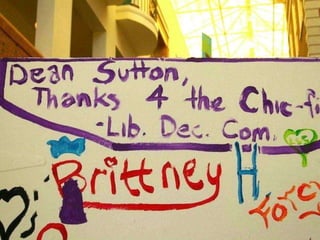 Dean Sutton,
Thanks 4 the Chic-fi
-Lib. Dec. Com.
Brittney H